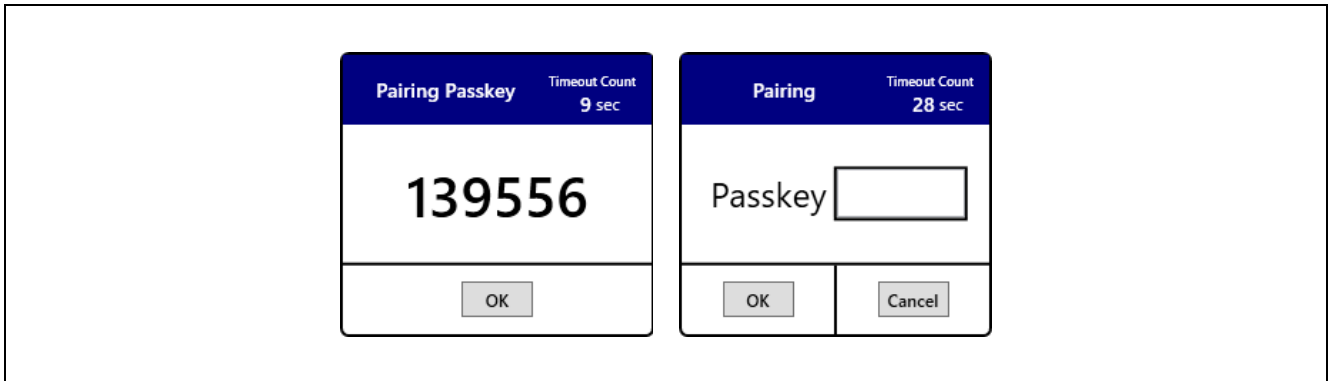 Pairing Passkey
Timeout Count
9 sec
139556
OK
Pairing
Timeout Count
28 sec
Passkey
OK
Cancel